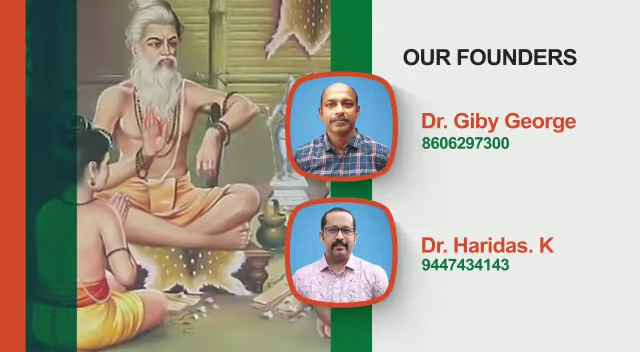 OUR FOUNDERS
Dr. Giby George
8606297300
Dr. Haridas. K
9447434143